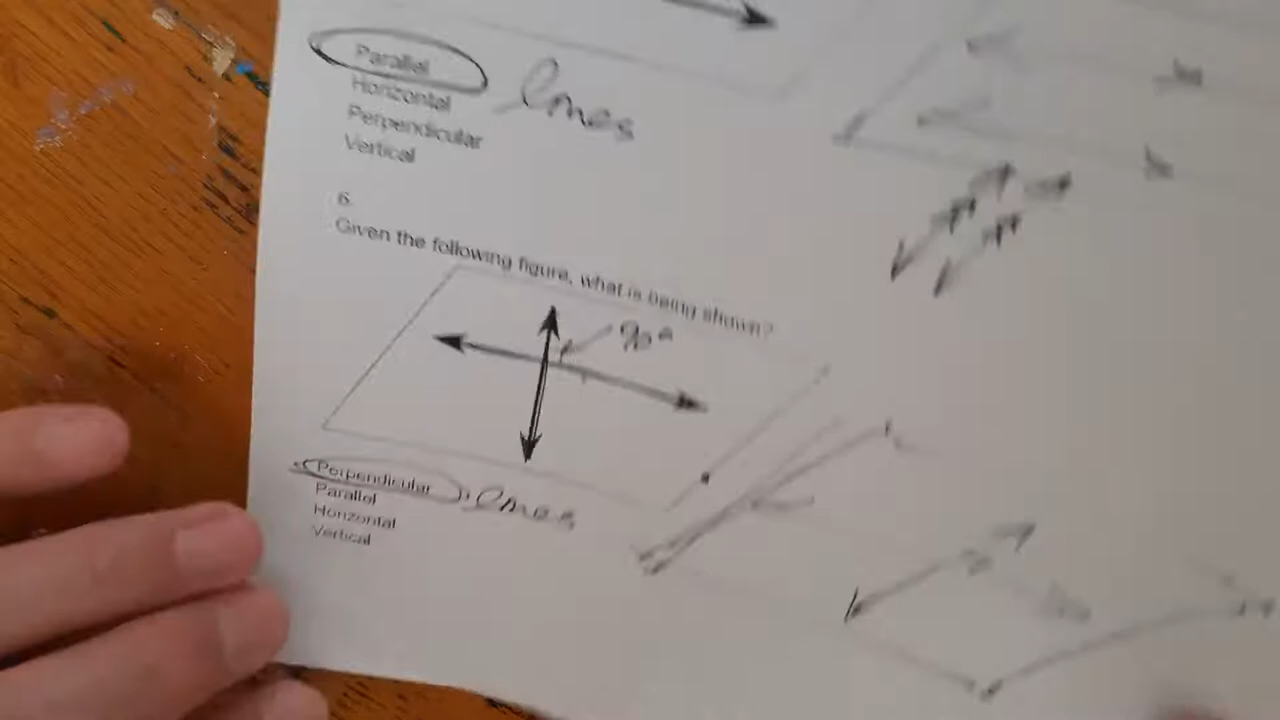 Parallel
Horizontal lines
Perpendicular
Vertical
6.
Given the following figure, what is being shown?
90°
Perpendicular lines
Parallel
Horizontal
Vertical